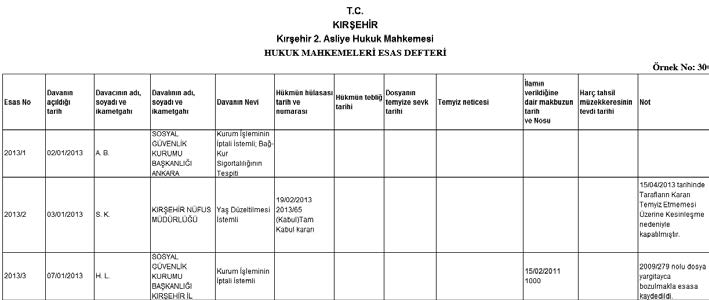 T.C.
KIRŞEHİR
Kırşehir 2. Asliye Hukuk Mahkemesi
HUKUK MAHKEMELERİ ESAS DEFTERİ
Örnek No: 30
Esas No
Davanın
açıldığı
tarih
Davacının adı,
soyadı ve
ikametgahı
Davalının adı,
soyadı ve
ikametgahı
Davanın Nevi
Hükmün hülasası
tarih ve
numarası
Hükmün tebliğ
tarihi
Dosyanın
temyize sevk
tarihi
Temyiz neticesi
İlamın
verildiğine
dair makbuzun
tarih
ve Nosu
Harç tahsil
müzekkeresinin
tevdi tarihi
Not
2013/1
02/01/2013
A. B.
SOSYAL
GÜVENLİK
KURUMU
BAŞKANLIĞI
ANKARA
Kurum İşleminin
İptali İstemli; Bağ-
Kur
Sigortalılığının
Tespiti
2013/2
03/01/2013
S. K.
KIRŞEHİR NÜFUS
MÜDÜRLÜĞÜ
Yaş Düzeltilmesi
İstemli
19/02/2013
2013/65
(Kabul)Tam
Kabul kararı
15/04/2013 tarihinde
Tarafların Kararı
Temyiz Etmemesi
Üzerine Kesinleşme
nedeniyle
kapatılmıştır.
2013/3
07/01/2013
H. L.
SOSYAL
GÜVENLİK
KURUMU
BAŞKANLIĞI
KIRŞEHİR İL
Kurum İşleminin
İptali İstemli
15/02/2011
1000
2009/279 nolu dosya
yargıtayca
bozulmakla esasa
kaydedildi.